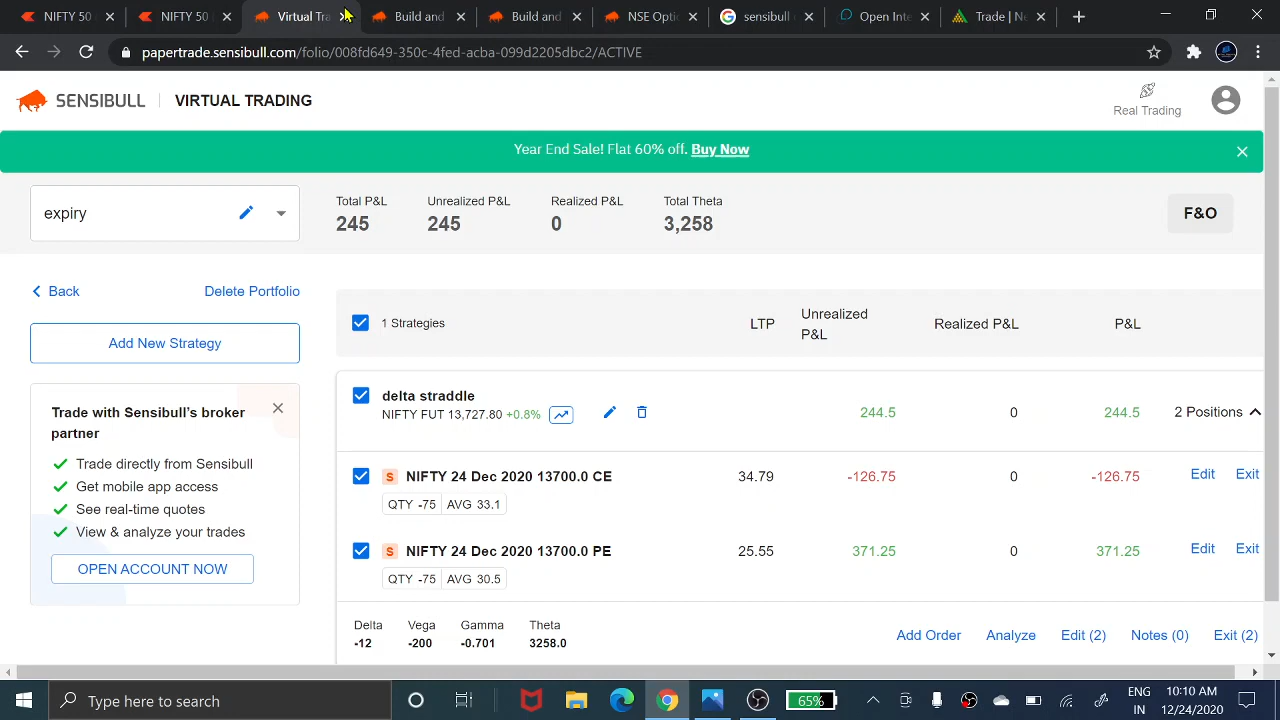 NIFTY 50
NIFTY 50
Virtual Tra
Build and
Build and
NSE Optio
sensibull
Open Inte
Trade | Ne
papertrade.sensibull.com/folio/008fd649-350c-4fed-acba-099d2205dbc2/ACTIVE
SENSIBULL
VIRTUAL TRADING
Real Trading
Year End Sale! Flat 60% off. Buy Now
expiry
Total P&L
Unrealized P&L
Realized P&L
Total Theta
245
245
0
3,258
F&O
Back
Delete Portfolio
Add New Strategy
Trade with Sensibull's broker
partner
Trade directly from Sensibull
Get mobile app access
See real-time quotes
View & analyze your trades
OPEN ACCOUNT NOW
1 Strategies
LTP
Unrealized
P&L
Realized P&L
P&L
delta straddle
NIFTY FUT 13,727.80 +0.8%
244.5
0
244.5
2 Positions
S NIFTY 24 Dec 2020 13700.0 CE
34.79
-126.75
0
-126.75
Edit
Exit
QTY -75
AVG 33.1
S NIFTY 24 Dec 2020 13700.0 PE
25.55
371.25
0
371.25
Edit
Exit
QTY -75
AVG 30.5
Delta
Vega
Gamma
Theta
-12
-200
-0.701
3258.0
Add Order
Analyze
Edit (2)
Notes (0)
Exit (2)
Type here to search
65%
ENG
IN
10:10 AM
12/24/2020